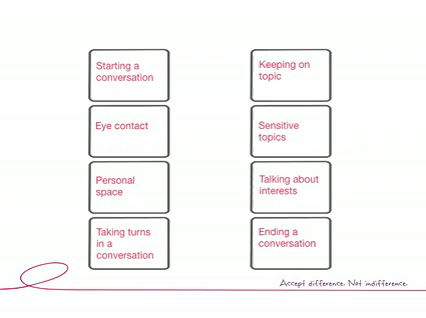 Starting a
conversation
Eye contact
Personal
space
Taking turns
in a
conversation
Keeping on
topic
Sensitive
topics
Talking about
interests
Ending a
conversation
Accept difference. Not indifference.